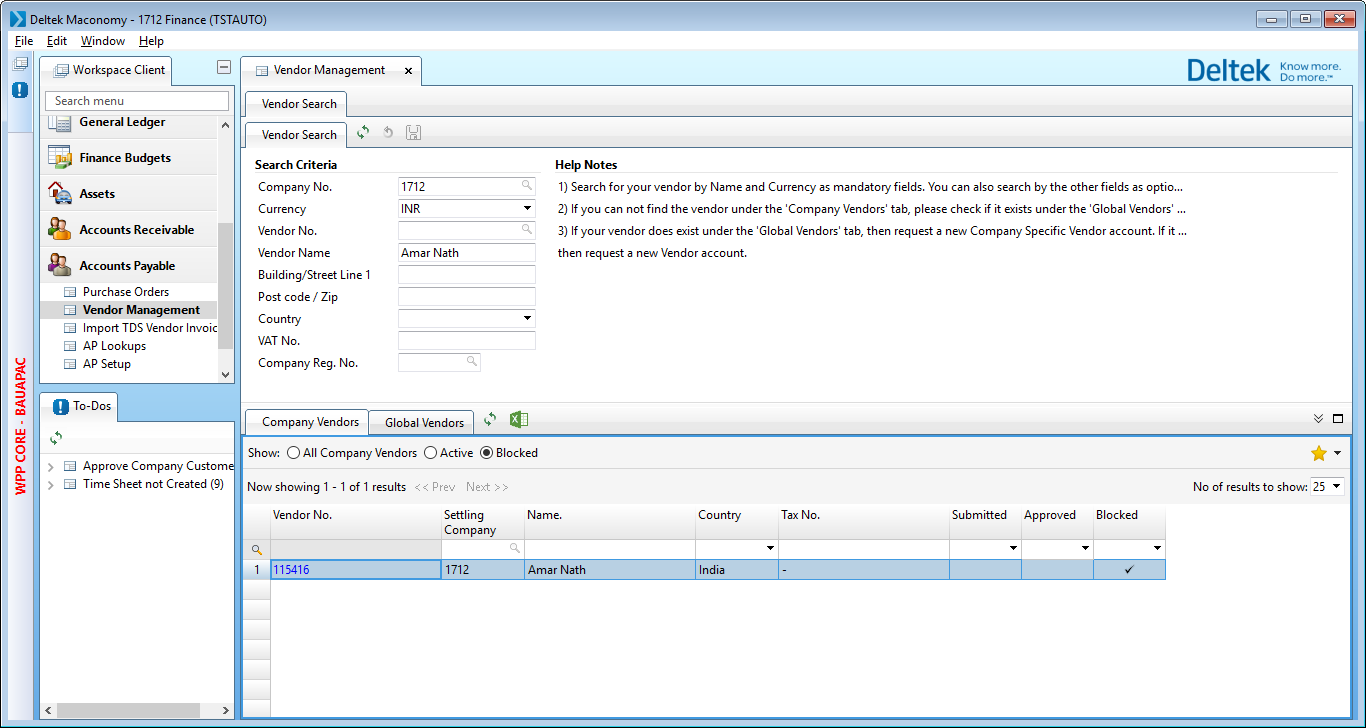 Deltek Maconomy - 1712 Finance (TSTAUTO)
File Edit Window Help
Workspace Client
Search menu
General Ledger
Finance Budgets
Assets
Accounts Receivable
Accounts Payable
Purchase Orders
Vendor Management
Import TDS Vendor Invoic
AP Lookups
AP Setup
WPP CORE - BAUAPAC
To-Dos
Approve Company Custome
Time Sheet not Created (9)
Vendor Management
Deltek Know more.
Do more.™
Vendor Search
Vendor Search
Search Criteria
Company No. 1712
Currency INR
Vendor No.
Vendor Name Amar Nath
Building/Street Line 1
Post code / Zip
Country
VAT No.
Company Reg. No.
Help Notes
1) Search for your vendor by Name and Currency as mandatory fields. You can also search by the other fields as optio...
2) If you can not find the vendor under the 'Company Vendors' tab, please check if it exists under the 'Global Vendors' ...
3) If your vendor does exist under the 'Global Vendors' tab, then request a new Company Specific Vendor account. If it ...
then request a new Vendor account.
Company Vendors Global Vendors
Show: All Company Vendors Active Blocked
Now showing 1 - 1 of 1 results << Prev Next >> No of results to show: 25
Vendor No. Settling Company Name. Country Tax No. Submitted Approved Blocked
1 115416 1712 Amar Nath India - ✓